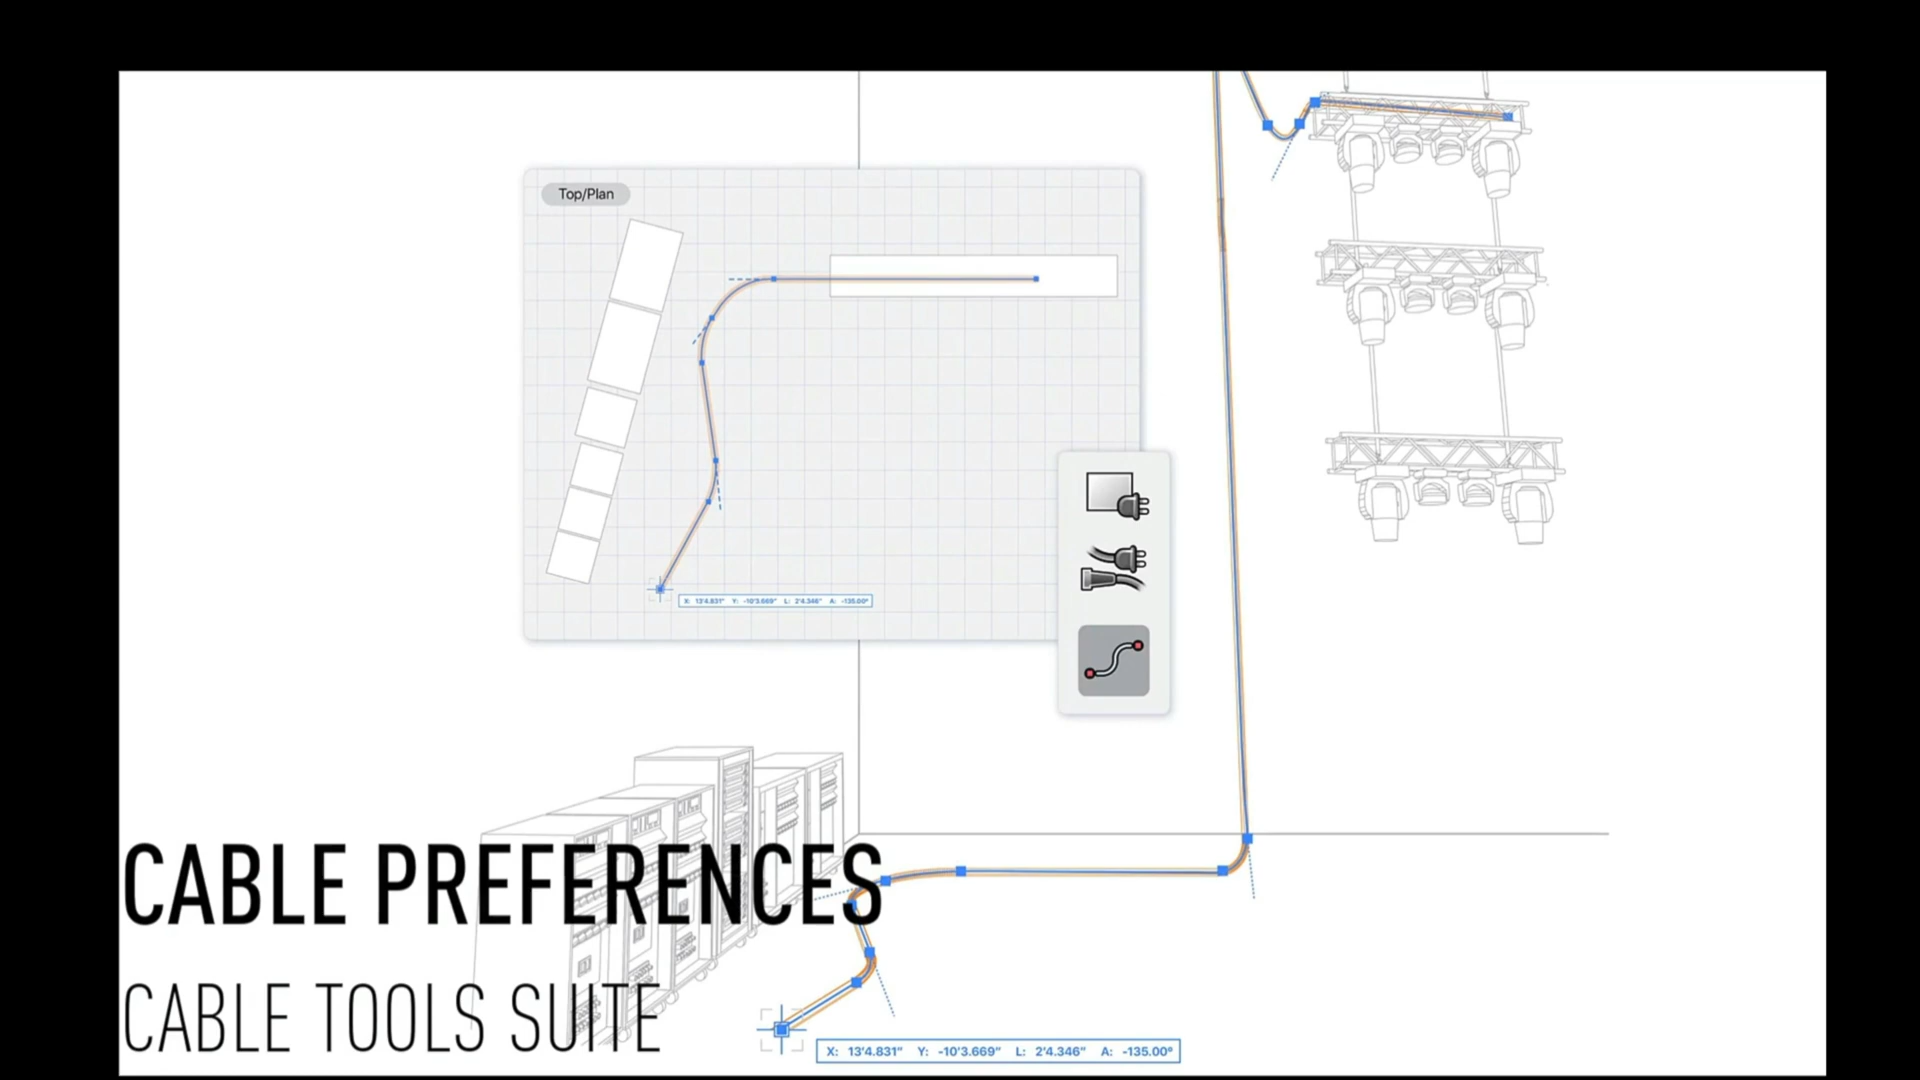 Top/Plan
X: 13'4.831" Y: -10'3.669" L: 2'4.346" A: -135.00°
CABLE PREFERENCES
CABLE TOOLS SUITE
X: 13'4.831" Y: -10'3.669" L: 2'4.346" A: -135.00°